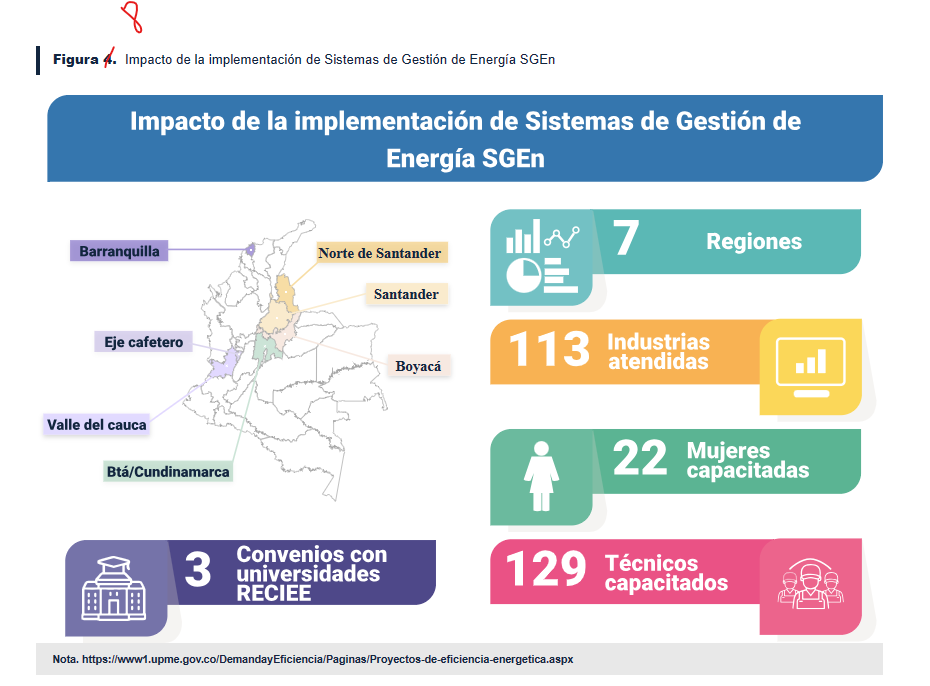 8
Figura 4. Impacto de la implementación de Sistemas de Gestión de Energía SGEn
Impacto de la implementación de Sistemas de Gestión de
Energía SGEn
Barranquilla
Norte de Santander
Santander
Eje cafetero
Boyacá
Valle del cauca
Btá/Cundinamarca
7 Regiones
113 Industrias
atendidas
22 Mujeres
capacitadas
3 Convenios con
universidades
RECIEE
129 Técnicos
capacitados
Nota. https://www1.upme.gov.co/DemandayEficiencia/Paginas/Proyectos-de-eficiencia-energetica.aspx